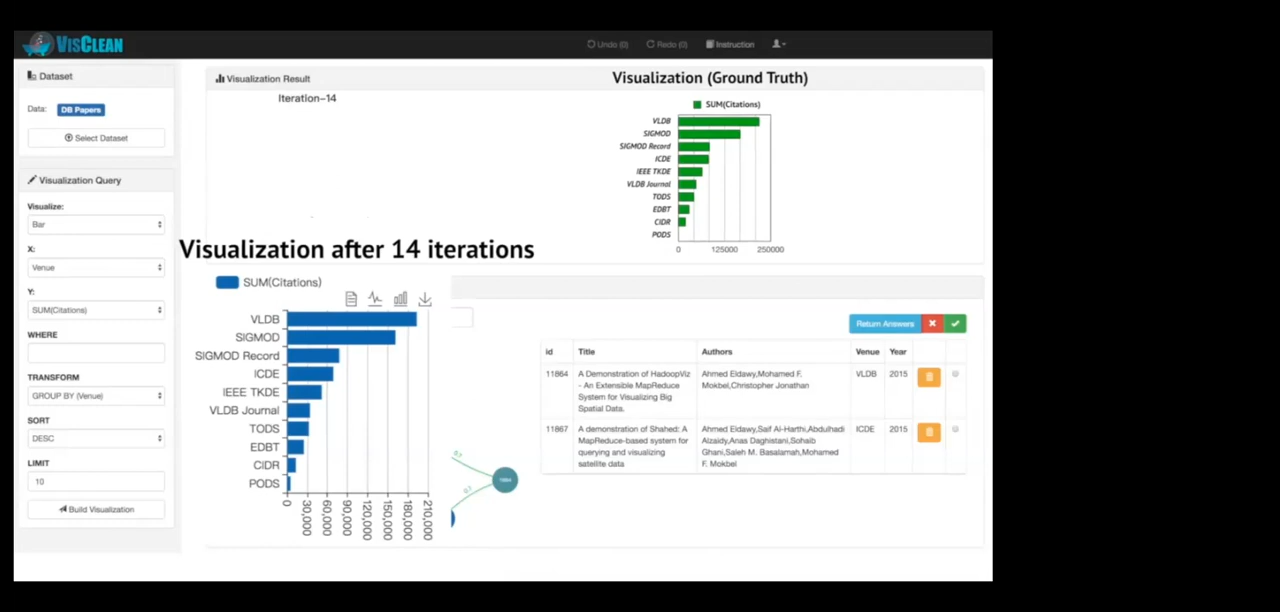 VISCLEAN
Undo (0) Redo (0) Instruction
Dataset
Data: DB Papers
Select Dataset
Visualization Query
Visualize:
Bar
X:
Venue
Y:
SUM(Citations)
WHERE
TRANSFORM
GROUP BY (Venue)
SORT
DESC
LIMIT
10
Build Visualization
Visualization Result
Iteration-14
Visualization (Ground Truth)
SUM(Citations)
VLDB
SIGMOD
SIGMOD Record
ICDE
IEEE TKDE
VLDB Journal
TODS
EDBT
CIDR
PODS
0 125000 250000
Visualization after 14 iterations
SUM(Citations)
VLDB
SIGMOD
SIGMOD Record
ICDE
IEEE TKDE
VLDB Journal
TODS
EDBT
CIDR
PODS
0 30,000 60,000 90,000 120,000 150,000 180,000 210,000
0.7
0.7
11864
Return Answers
id Title Authors Venue Year
11864 A Demonstration of HadoopViz Ahmed Eldawy,Mohamed F. VLDB 2015
- An Extensible MapReduce Mokbel,Christopher Jonathan
System for Visualizing Big
Spatial Data.
11867 A demonstration of Shahed: A Ahmed Eldawy,Saif Al-Harthi,Abdulhadi ICDE 2015
MapReduce-based system for Alzaidy,Anas Daghistani,Sohaib
querying and visualizing Ghani,Saleh M. Basalamah,Mohamed
satellite data F. Mokbel